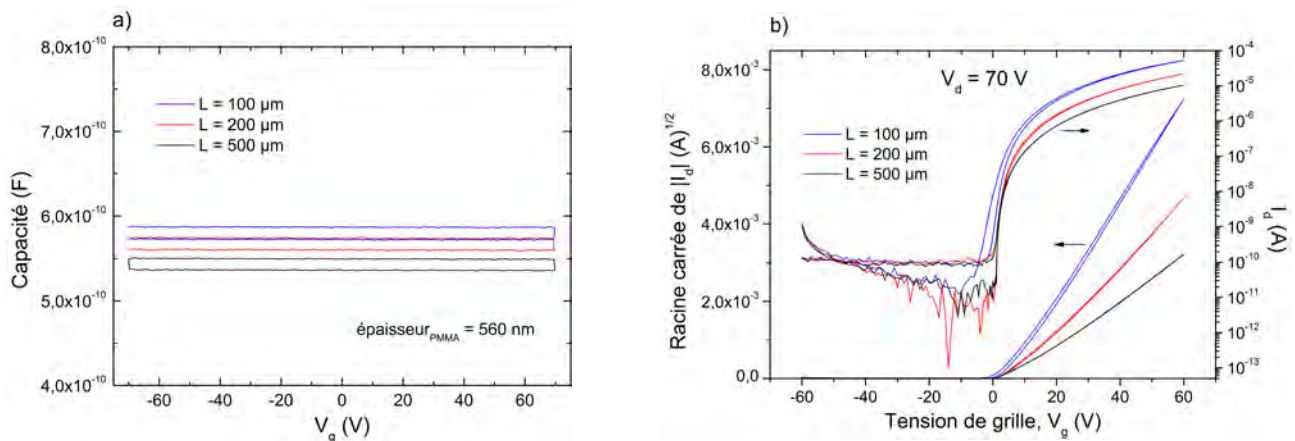 a)
8,0x10⁻¹⁰
7,0x10⁻¹⁰
6,0x10⁻¹⁰
5,0x10⁻¹⁰
4,0x10⁻¹⁰
Capacité (F)
L = 100 µm
L = 200 µm
L = 500 µm
épaisseur_PMMA = 560 nm
-60 -40 -20 0 20 40 60
V_g (V)
b)
8,0x10⁻³
6,0x10⁻³
4,0x10⁻³
2,0x10⁻³
0,0
Racine carrée de |I_d| (A)^1/2
V_d = 70 V
L = 100 µm
L = 200 µm
L = 500 µm
10⁻⁴
10⁻⁵
10⁻⁶
10⁻⁷
10⁻⁸
10⁻⁹
10⁻¹⁰
10⁻¹¹
10⁻¹²
10⁻¹³
I_d (A)
-60 -40 -20 0 20 40 60
Tension de grille, V_g (V)